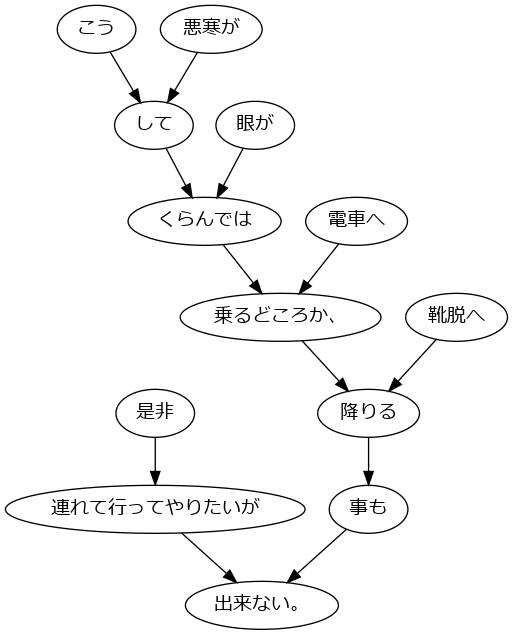 こう
悪寒が
して
眼が
くらんでは
電車へ
乗るどころか、
靴脱へ
是非
降りる
連れて行ってやりたいが
事も
出来ない。